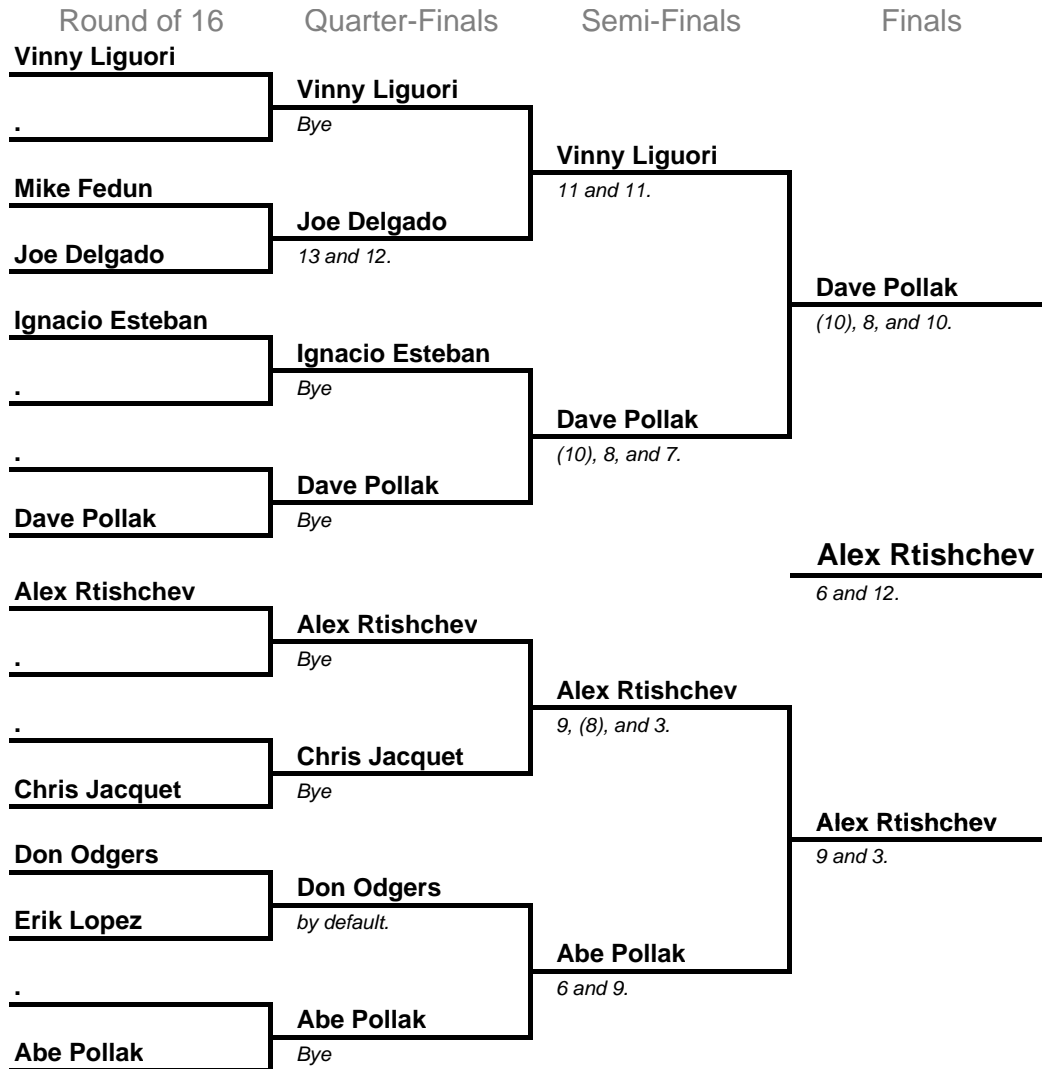 Round of 16 Quarter-Finals Semi-Finals Finals
Vinny Liguori
Vinny Liguori
.
Bye
Vinny Liguori
Mike Fedun
11 and 11.
Joe Delgado
Joe Delgado
13 and 12.
Dave Pollak
Ignacio Esteban
(10), 8, and 10.
Ignacio Esteban
.
Bye
Dave Pollak
.
(10), 8, and 7.
Dave Pollak
Dave Pollak
Bye
Alex Rtishchev
Alex Rtishchev
6 and 12.
Alex Rtishchev
.
Bye
Alex Rtishchev
.
9, (8), and 3.
Chris Jacquet
Chris Jacquet
Bye
Alex Rtishchev
Don Odgers
9 and 3.
Don Odgers
Erik Lopez
by default.
Abe Pollak
.
6 and 9.
Abe Pollak
Abe Pollak
Bye